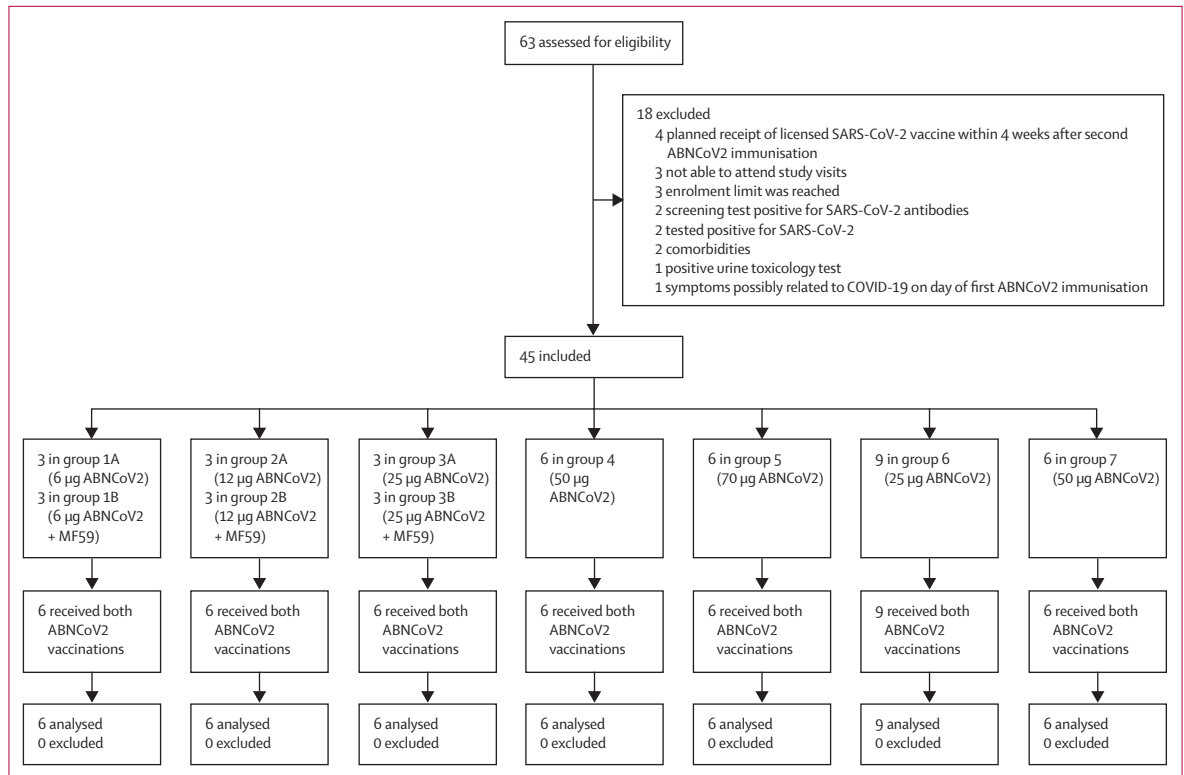 63 assessed for eligibility
18 excluded
4 planned receipt of licensed SARS-CoV-2 vaccine within 4 weeks after second
ABNCoV2 immunisation
3 not able to attend study visits
3 enrolment limit was reached
2 screening test positive for SARS-CoV-2 antibodies
2 tested positive for SARS-CoV-2
2 comorbidities
1 positive urine toxicology test
1 symptoms possibly related to COVID-19 on day of first ABNCoV2 immunisation
45 included
3 in group 1A
(6 µg ABNCoV2)
3 in group 1B
(6 µg ABNCoV2
+ MF59)
3 in group 2A
(12 µg ABNCoV2)
3 in group 2B
(12 µg ABNCoV2
+ MF59)
3 in group 3A
(25 µg ABNCoV2)
3 in group 3B
(25 µg ABNCoV2
+ MF59)
6 in group 4
(50 µg
ABNCoV2)
6 in group 5
(70 µg ABNCoV2)
9 in group 6
(25 µg ABNCoV2)
6 in group 7
(50 µg ABNCoV2)
6 received both
ABNCoV2
vaccinations
6 received both
ABNCoV2
vaccinations
6 received both
ABNCoV2
vaccinations
6 received both
ABNCoV2
vaccinations
6 received both
ABNCoV2
vaccinations
9 received both
ABNCoV2
vaccinations
6 received both
ABNCoV2
vaccinations
6 analysed
0 excluded
6 analysed
0 excluded
6 analysed
0 excluded
6 analysed
0 excluded
6 analysed
0 excluded
9 analysed
0 excluded
6 analysed
0 excluded